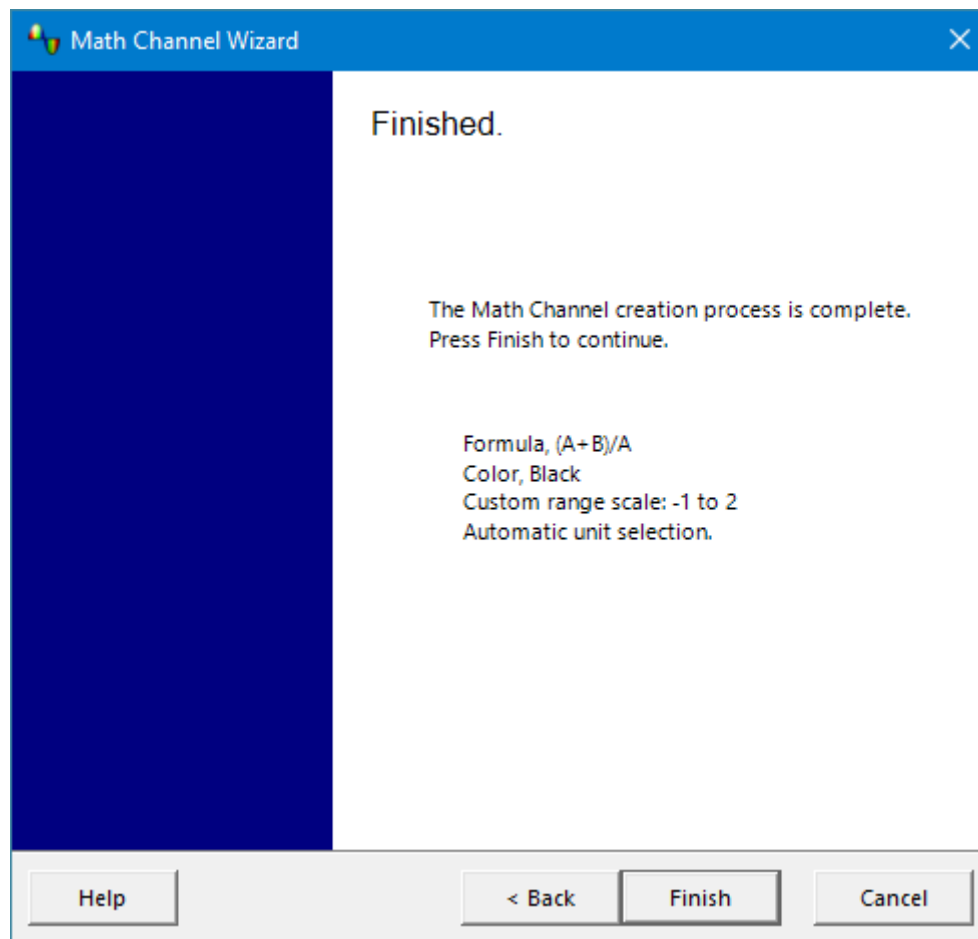 Math Channel Wizard
Finished.
The Math Channel creation process is complete.
Press Finish to continue.
Formula, (A+B)/A
Color, Black
Custom range scale: -1 to 2
Automatic unit selection.
Help
< Back
Finish
Cancel